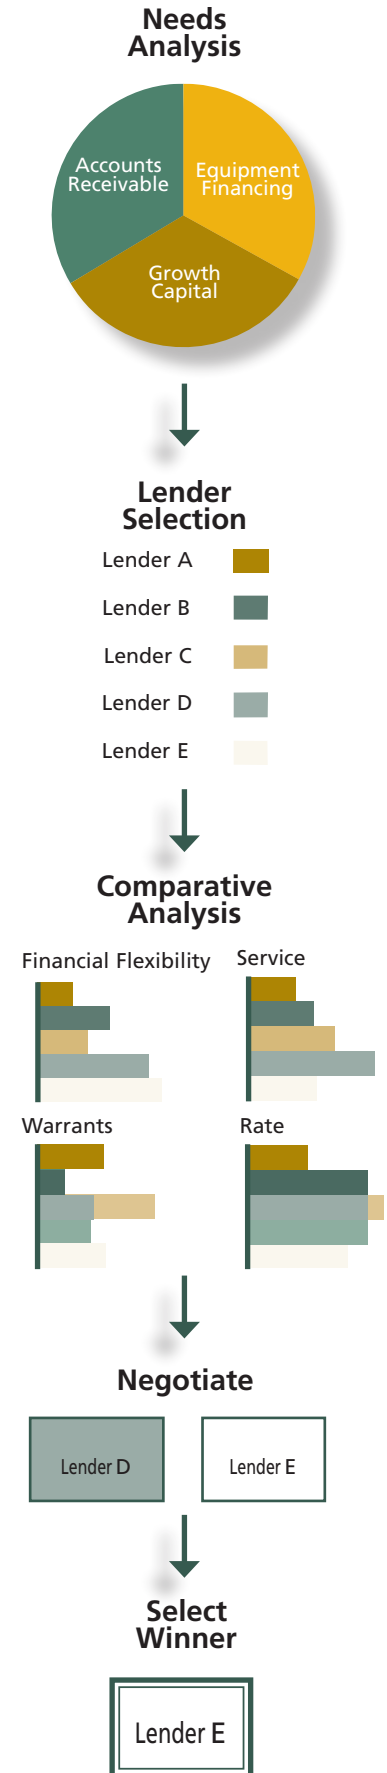 Needs
Analysis
Accounts
Receivable
Equipment
Financing
Growth
Capital
Lender
Selection
Lender A
Lender B
Lender C
Lender D
Lender E
Comparative
Analysis
Financial Flexibility
Service
Warrants
Rate
Negotiate
Lender D
Lender E
Select
Winner
Lender E